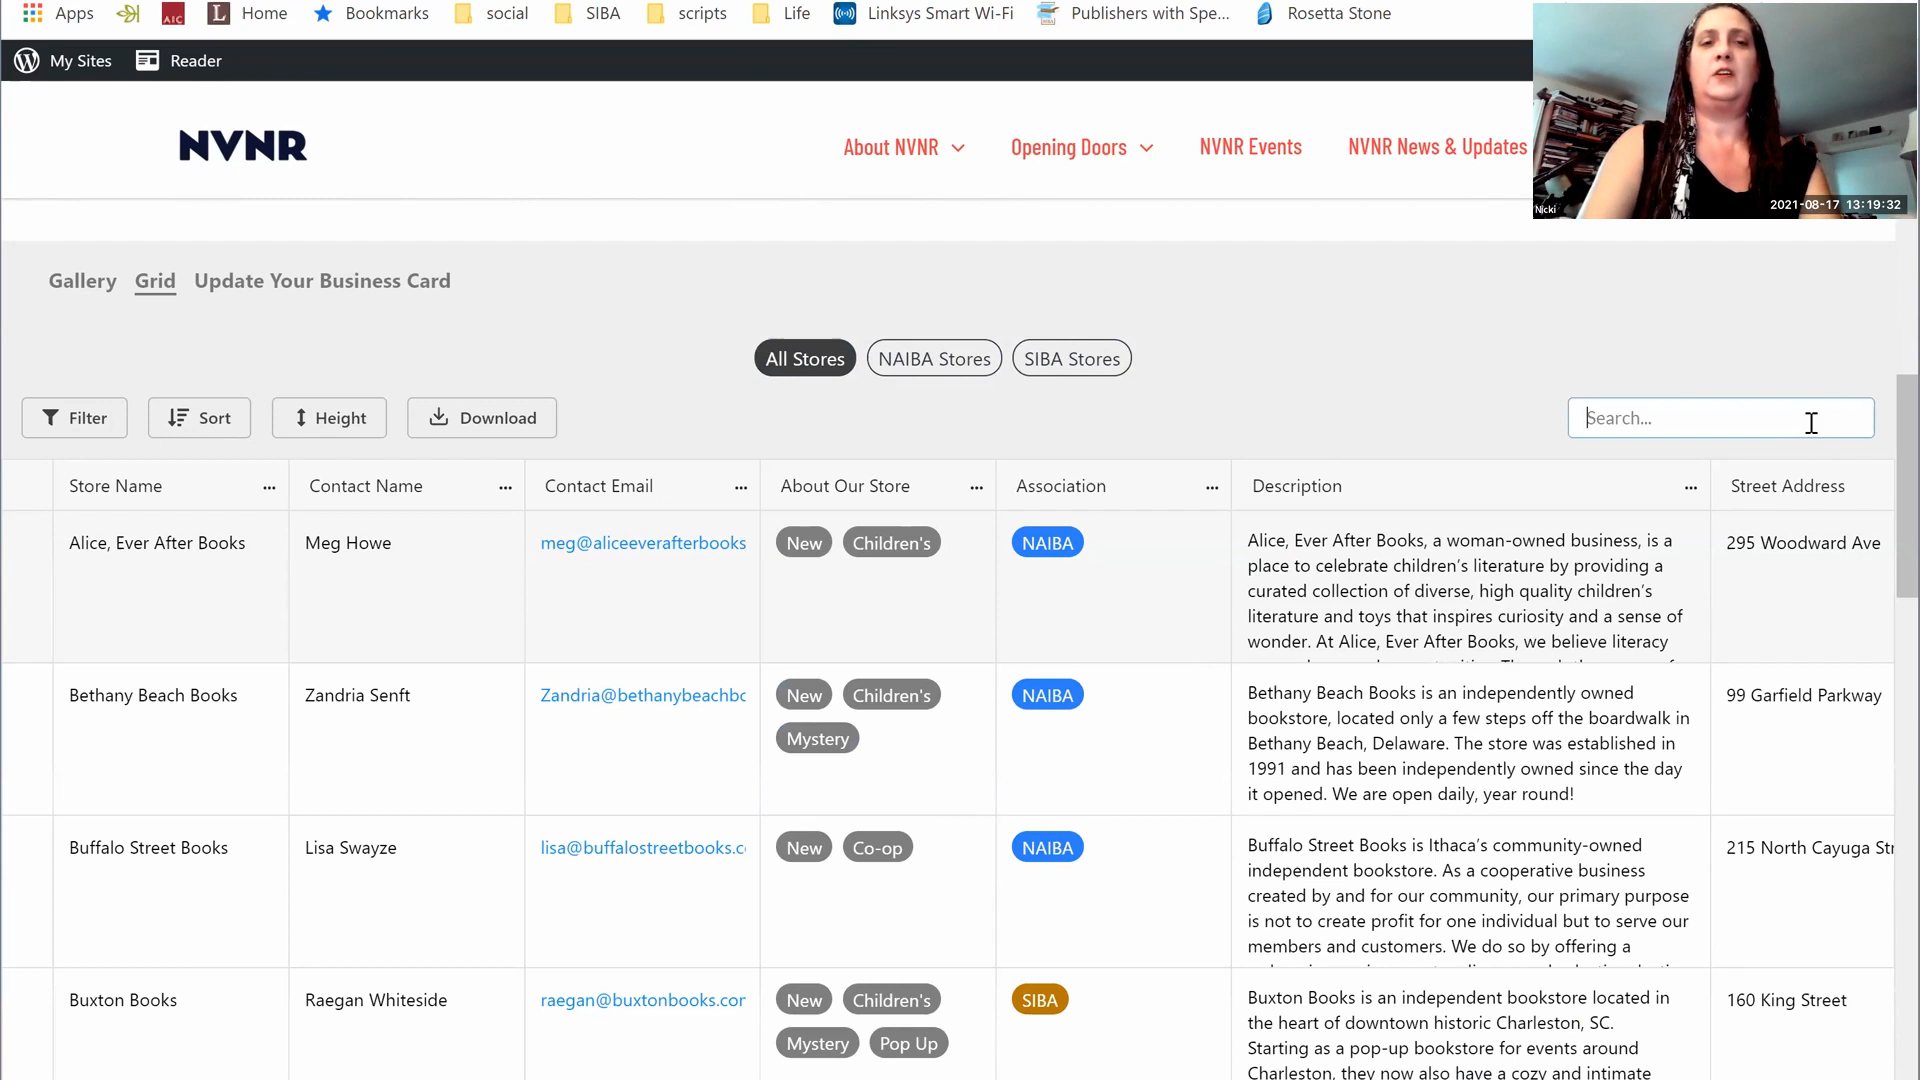 Apps
AIC
L Home
Bookmarks
social
SIBA
scripts
Life
Linksys Smart Wi-Fi
Publishers with Spe...
Rosetta Stone
My Sites
Reader
NVNR
About NVNR
Opening Doors
NVNR Events
NVNR News & Updates
Nicki
2021-08-17 13:19:32
Gallery
Grid
Update Your Business Card
All Stores
NAIBA Stores
SIBA Stores
Filter
Sort
Height
Download
Search...
Store Name ...
Contact Name ...
Contact Email ...
About Our Store ...
Association ...
Description ...
Street Address
Alice, Ever After Books
Meg Howe
meg@aliceeverafterbooks
New
Children's
NAIBA
Alice, Ever After Books, a woman-owned business, is a
place to celebrate children's literature by providing a
curated collection of diverse, high quality children's
literature and toys that inspires curiosity and a sense of
wonder. At Alice, Ever After Books, we believe literacy
295 Woodward Ave
Bethany Beach Books
Zandria Senft
Zandria@bethanybeachbo
New
Children's
Mystery
NAIBA
Bethany Beach Books is an independently owned
bookstore, located only a few steps off the boardwalk in
Bethany Beach, Delaware. The store was established in
1991 and has been independently owned since the day
it opened. We are open daily, year round!
99 Garfield Parkway
Buffalo Street Books
Lisa Swayze
lisa@buffalostreetbooks.c
New
Co-op
NAIBA
Buffalo Street Books is Ithaca's community-owned
independent bookstore. As a cooperative business
created by and for our community, our primary purpose
is not to create profit for one individual but to serve our
members and customers. We do so by offering a
215 North Cayuga Str
Buxton Books
Raegan Whiteside
raegan@buxtonbooks.com
New
Children's
Mystery
Pop Up
SIBA
Buxton Books is an independent bookstore located in
the heart of downtown historic Charleston, SC.
Starting as a pop-up bookstore for events around
Charleston, they now also have a cozy and intimate
160 King Street